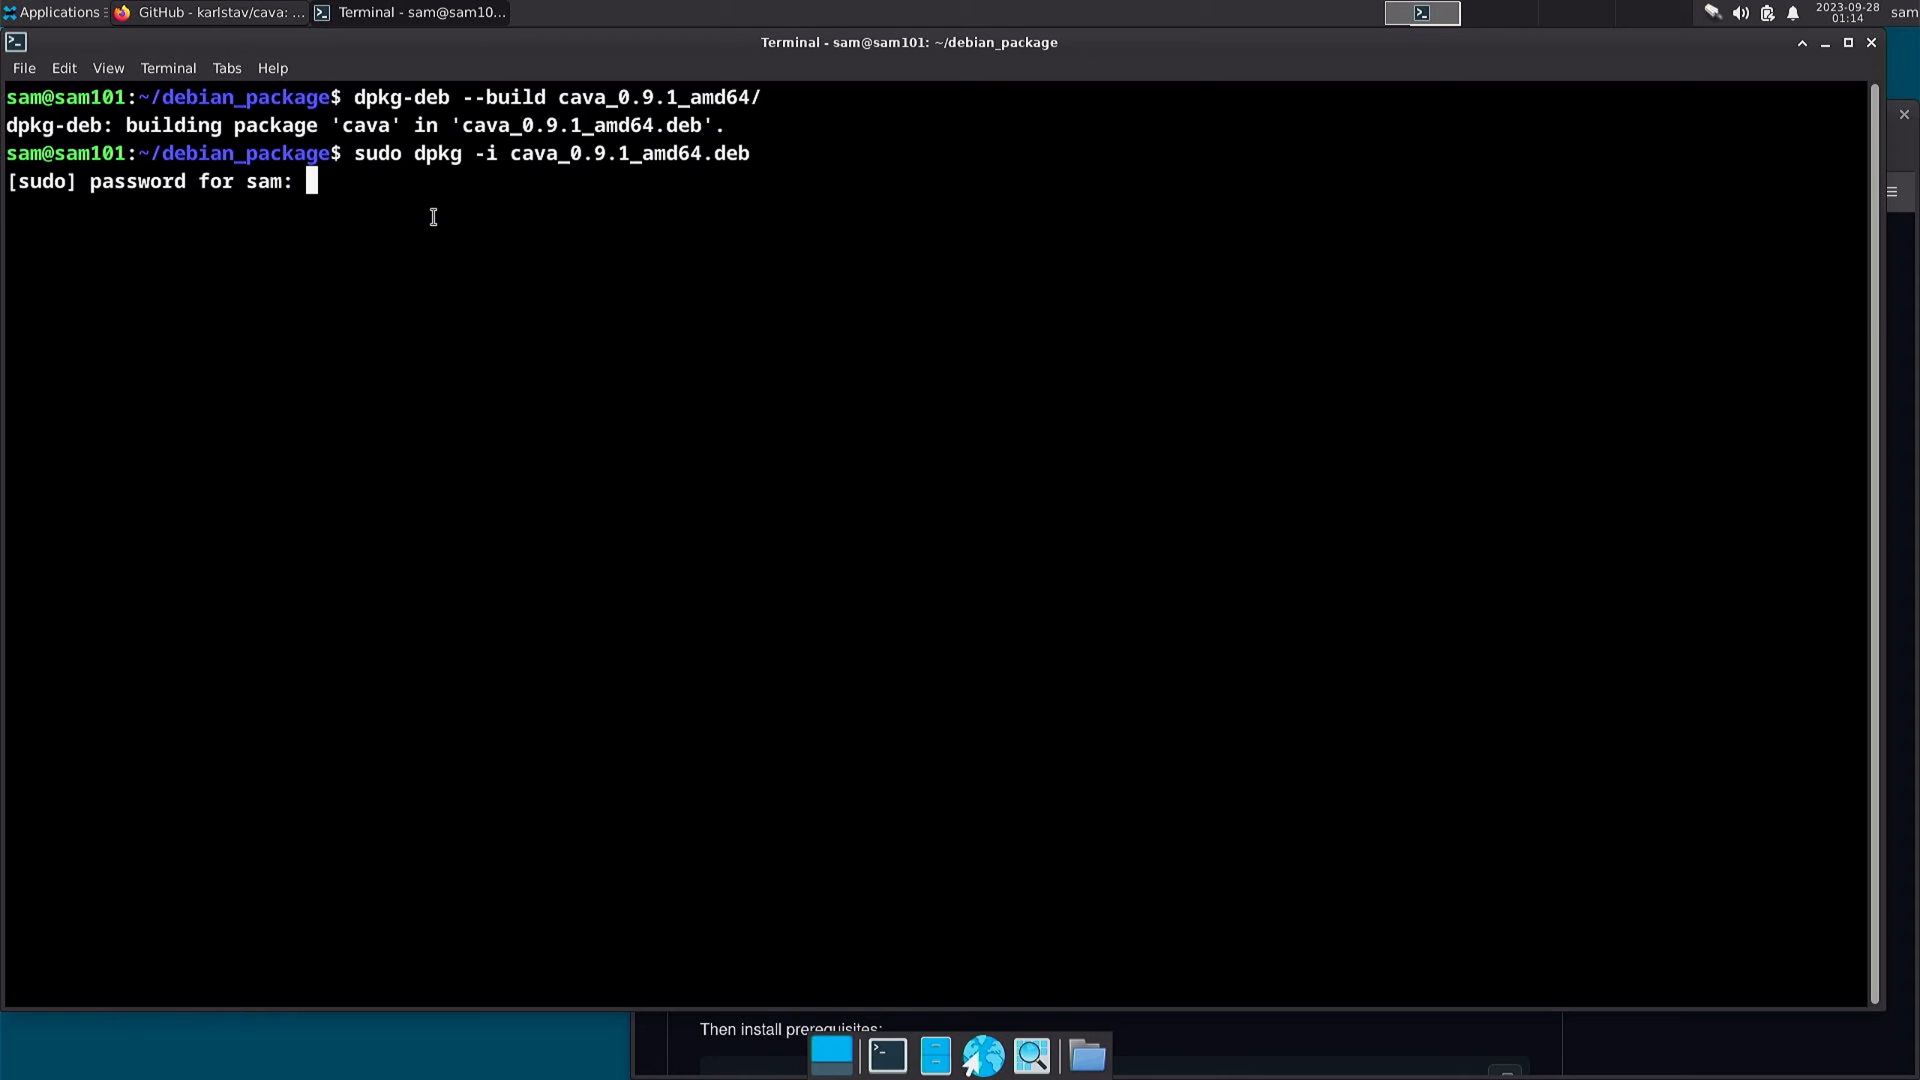 Applications
GitHub - karlstav/cava: ...
Terminal - sam@sam10...
2023-09-28
01:14
sam
Terminal - sam@sam101: ~/debian_package
File Edit View Terminal Tabs Help
sam@sam101:~/debian_package$ dpkg-deb --build cava_0.9.1_amd64/
dpkg-deb: building package 'cava' in 'cava_0.9.1_amd64.deb'.
sam@sam101:~/debian_package$ sudo dpkg -i cava_0.9.1_amd64.deb
[sudo] password for sam:
Then install prerequisites: